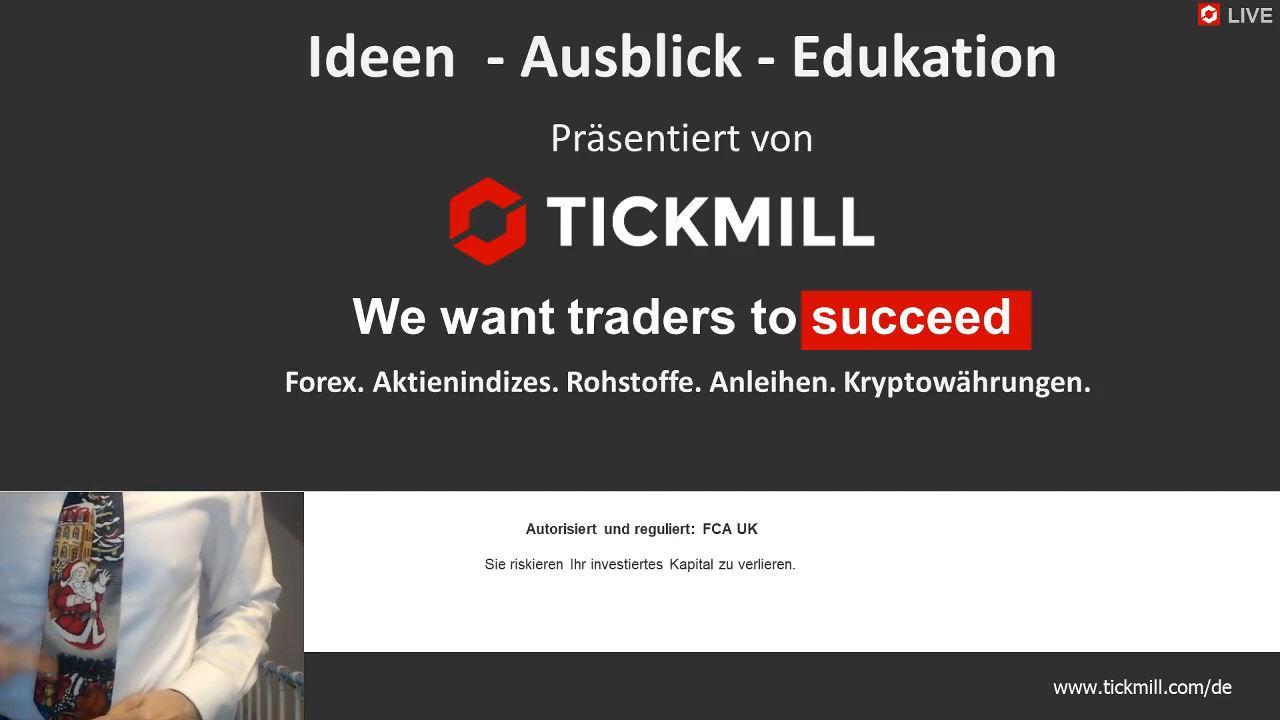 LIVE
Ideen - Ausblick - Edukation
Präsentiert von
TICKMILL
We want traders to succeed
Forex. Aktienindizes. Rohstoffe. Anleihen. Kryptowährungen.
Autorisiert und reguliert: FCA UK
Sie riskieren Ihr investiertes Kapital zu verlieren.
www.tickmill.com/de